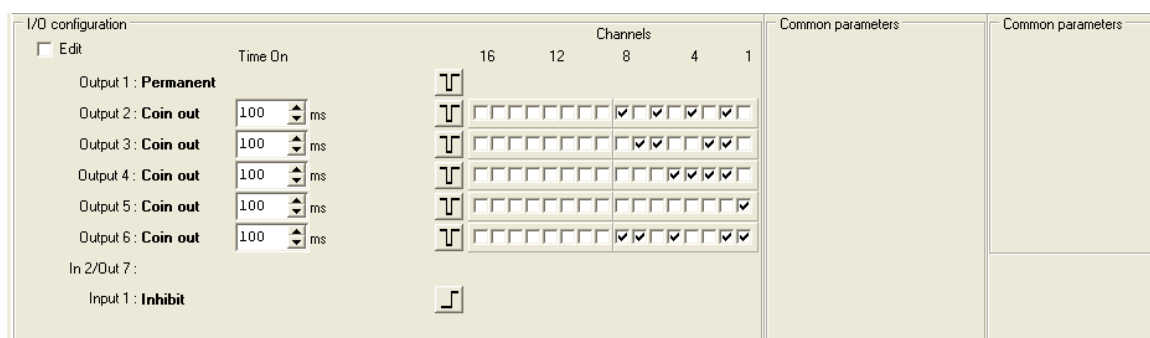 I/O configuration
Common parameters
Common parameters
Channels
Edit
Time On
16 12 8 4 1
Output 1 : Permanent
Output 2 : Coin out 100 ms
Output 3 : Coin out 100 ms
Output 4 : Coin out 100 ms
Output 5 : Coin out 100 ms
Output 6 : Coin out 100 ms
In 2/Out 7 :
Input 1 : Inhibit